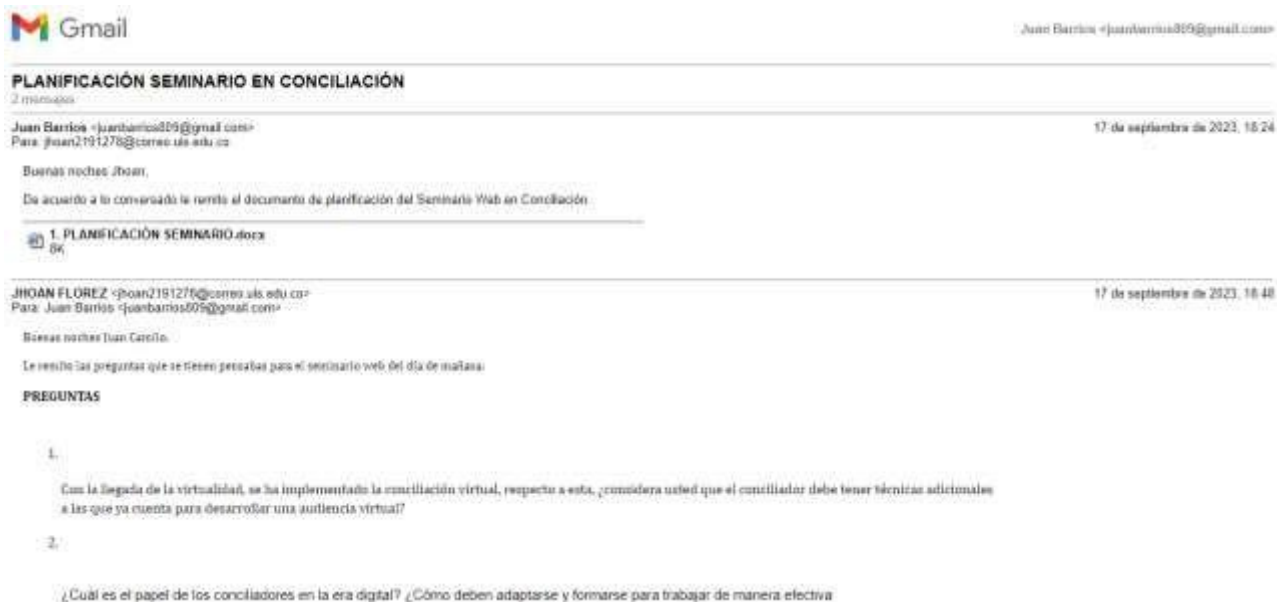 Gmail
Juan Barrios <juanbarrios809@gmail.com>
PLANIFICACIÓN SEMINARIO EN CONCILIACIÓN
2 mensajes
Juan Barrios <juanbarrios809@gmail.com>
17 de septiembre de 2023, 18:24
Para: jhoan2191278@correo.uis.edu.co
Buenas noches Jhoan,
De acuerdo a lo conversado le remito el documento de planificación del Seminario Web en Conciliación.
1. PLANIFICACIÓN SEMINARIO.docx
8K
JHOAN FLOREZ <jhoan2191278@correo.uis.edu.co>
17 de septiembre de 2023, 18:48
Para: Juan Barrios <juanbarrios809@gmail.com>
Buenas noches Juan Camilo,
Le remito las preguntas que se tienen pensabas para el seminario web del día de mañana:
PREGUNTAS
1.
Con la llegada de la virtualidad, se ha implementado la conciliación virtual, respecto a esta, ¿considera usted que el conciliador debe tener técnicas adicionales
a las que ya cuenta para desarrollar una audiencia virtual?
2.
¿Cuál es el papel de los conciliadores en la era digital? ¿Cómo deben adaptarse y formarse para trabajar de manera efectiva